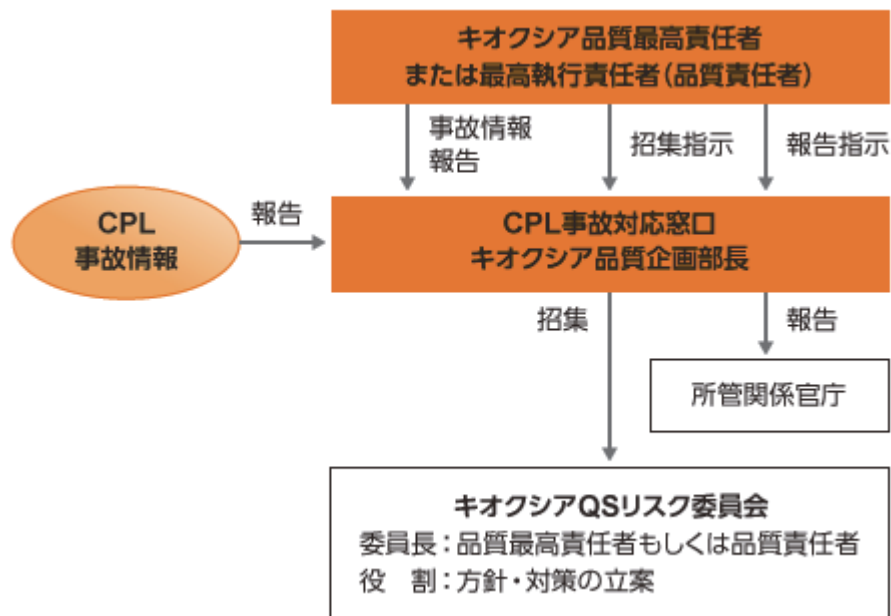 キオクシア品質最高責任者
または最高執行責任者（品質責任者）
事故情報
報告
招集指示
報告指示
CPL
事故情報
報告
CPL事故対応窓口
キオクシア品質企画部長
招集
報告
所管関係官庁
キオクシアQSリスク委員会
委員長：品質最高責任者もしくは品質責任者
役　割：方針・対策の立案